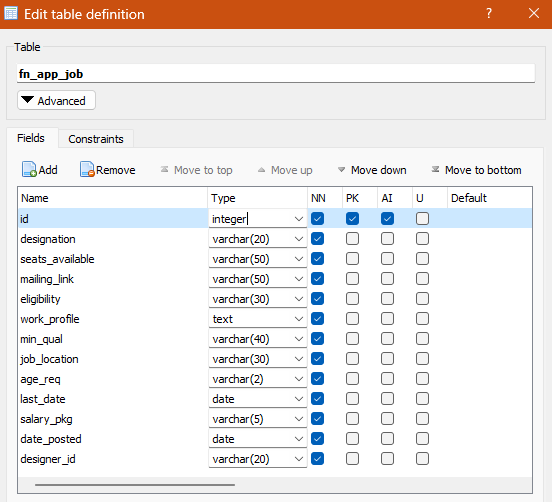 Edit table definition ?
Table
fn_app_job
Advanced
Fields Constraints
Add Remove Move to top Move up Move down Move to bottom
Name Type NN PK AI U Default
id integer
designation varchar(20)
seats_available varchar(50)
mailing_link varchar(50)
eligibility varchar(30)
work_profile text
min_qual varchar(40)
job_location varchar(30)
age_req varchar(2)
last_date date
salary_pkg varchar(5)
date_posted date
designer_id varchar(20)